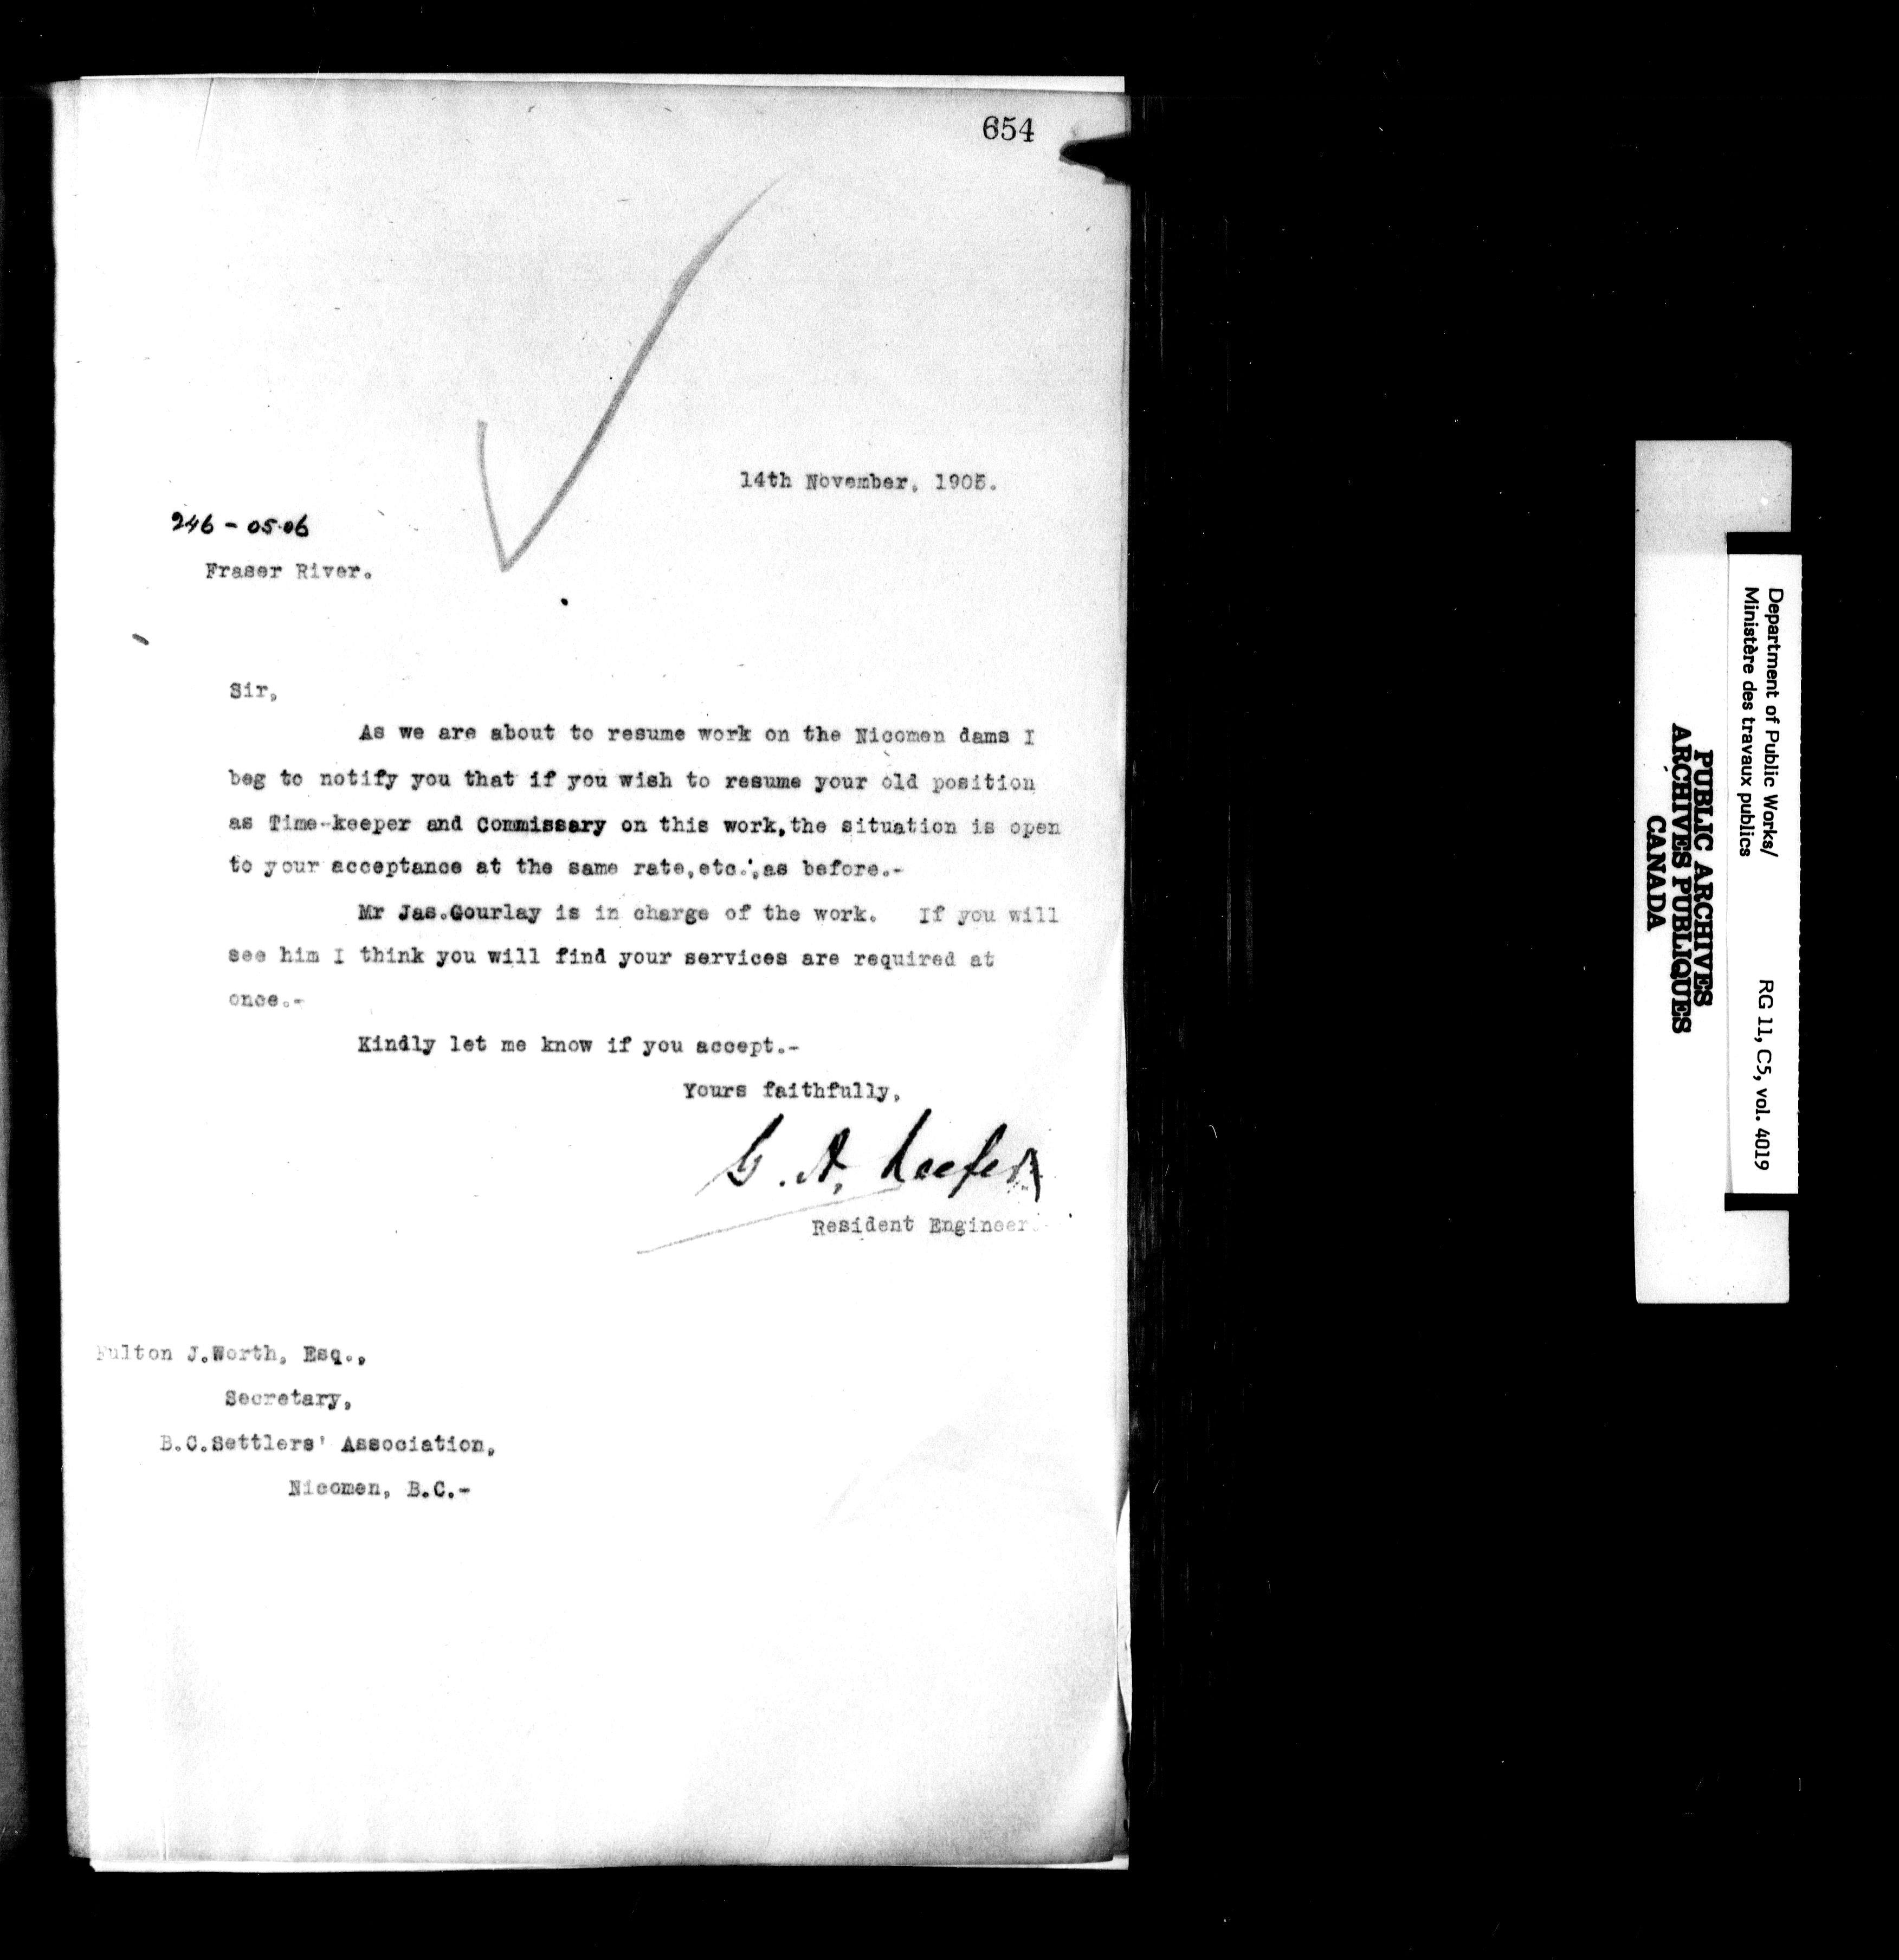 654
14th November, 1905.
246 - 05-06
Fraser River.
Sir,
As we are about to resume work on the Nicomen dams I
beg to notify you that if you wish to resume your old position
as Time-keeper and Commissary on this work,the situation is open
to your acceptance at the same rate,etc.,as before.-
Mr Jas.Gourlay is in charge of the work. If you will
see him I think you will find your services are required at
once.-
Kindly let me know if you accept.-
Yours faithfully,
G. A. Keefer
Resident Engineer.
Fulton J.Worth, Esq.,
Secretary,
B.C.Settlers' Association,
Nicomen, B.C.-
Department of Public Works/
Ministère des travaux publics
RG 11, C5, vol. 4019
PUBLIC ARCHIVES
ARCHIVES PUBLIQUES
CANADA